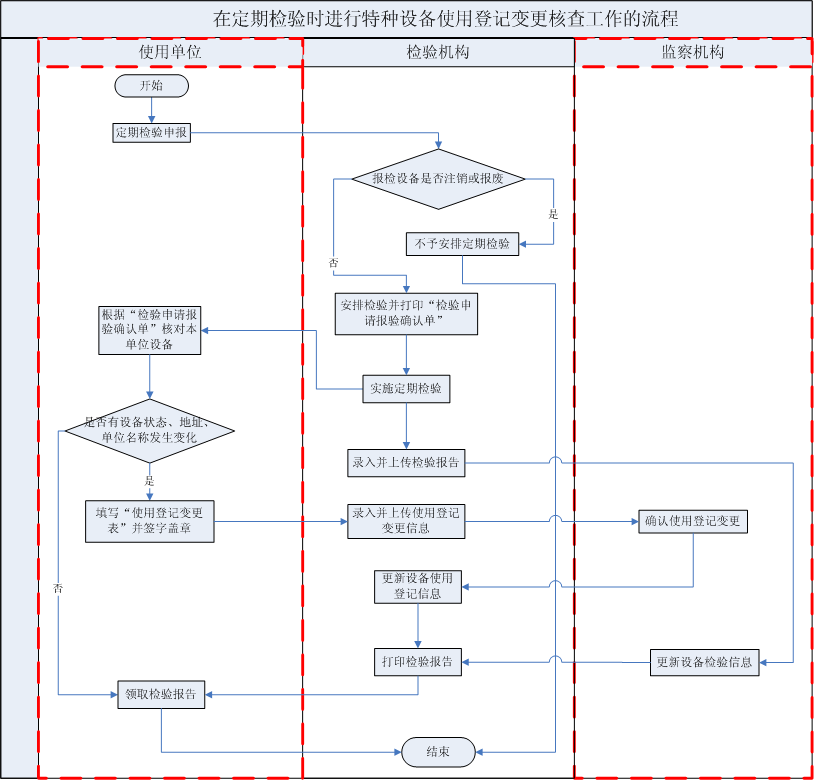 在定期检验时进行特种设备使用登记变更核查工作的流程
使用单位
检验机构
监察机构
开始
定期检验申报
报检设备是否注销或报废
是
不予安排定期检验
否
安排检验并打印“检验申
请报验确认单”
根据“检验申请报
验确认单”核对本
单位设备
实施定期检验
是否有设备状态、地址、
单位名称发生变化
录入并上传检验报告
是
填写“使用登记变更
表”并签字盖章
录入并上传使用登记
变更信息
确认使用登记变更
更新设备使用
登记信息
否
打印检验报告
更新设备检验信息
领取检验报告
结束